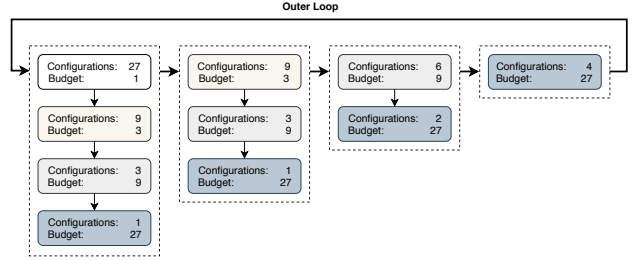 Outer Loop
Configurations: 27
Budget: 1
Configurations: 9
Budget: 3
Configurations: 3
Budget: 9
Configurations: 1
Budget: 27
Configurations: 9
Budget: 3
Configurations: 3
Budget: 9
Configurations: 1
Budget: 27
Configurations: 6
Budget: 9
Configurations: 2
Budget: 27
Configurations: 4
Budget: 27